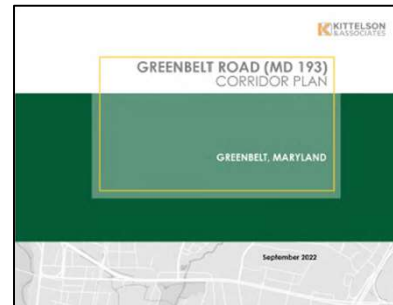 KITTELSON
& ASSOCIATES
GREENBELT ROAD (MD 193)
CORRIDOR PLAN
GREENBELT, MARYLAND
September 2022